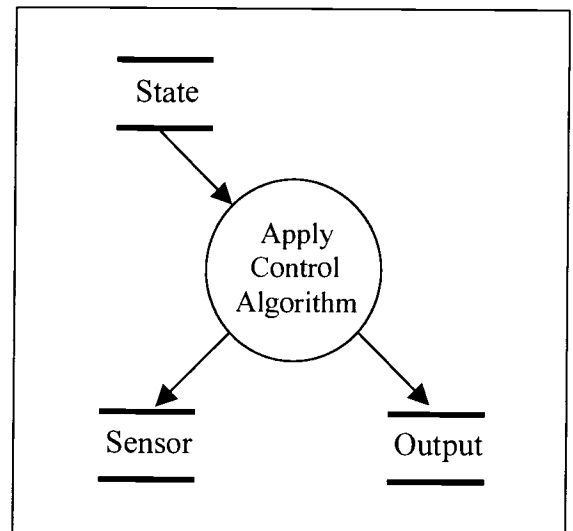 State
Apply
Control
Algorithm
Sensor
Output